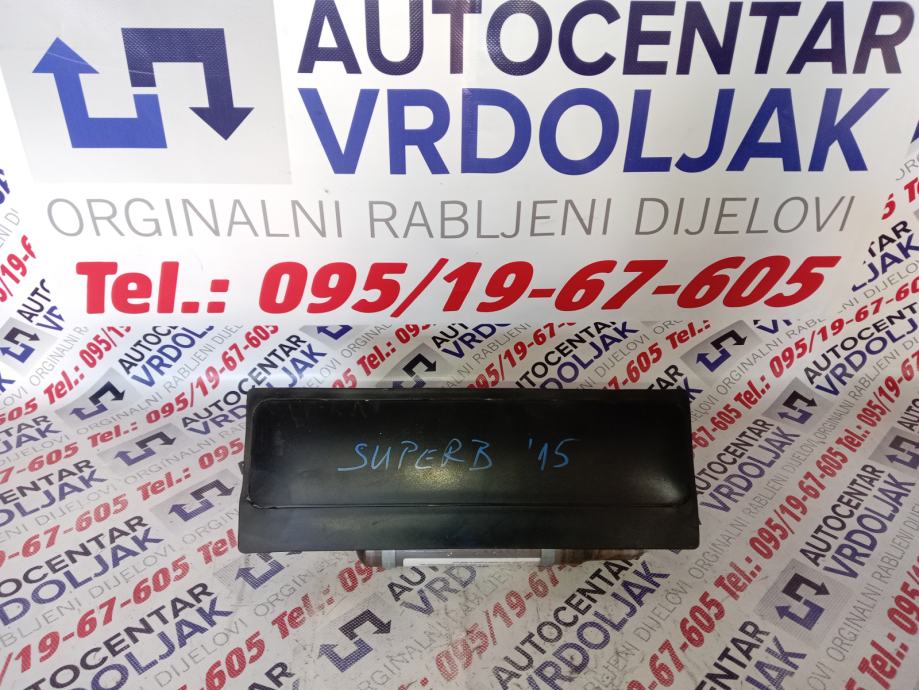 AUTOCENTAR
VRDOLJAK
ORGINALNI RABLJENI DIJELOVI
Tel.: 095/19-67-605
SUPERB '15